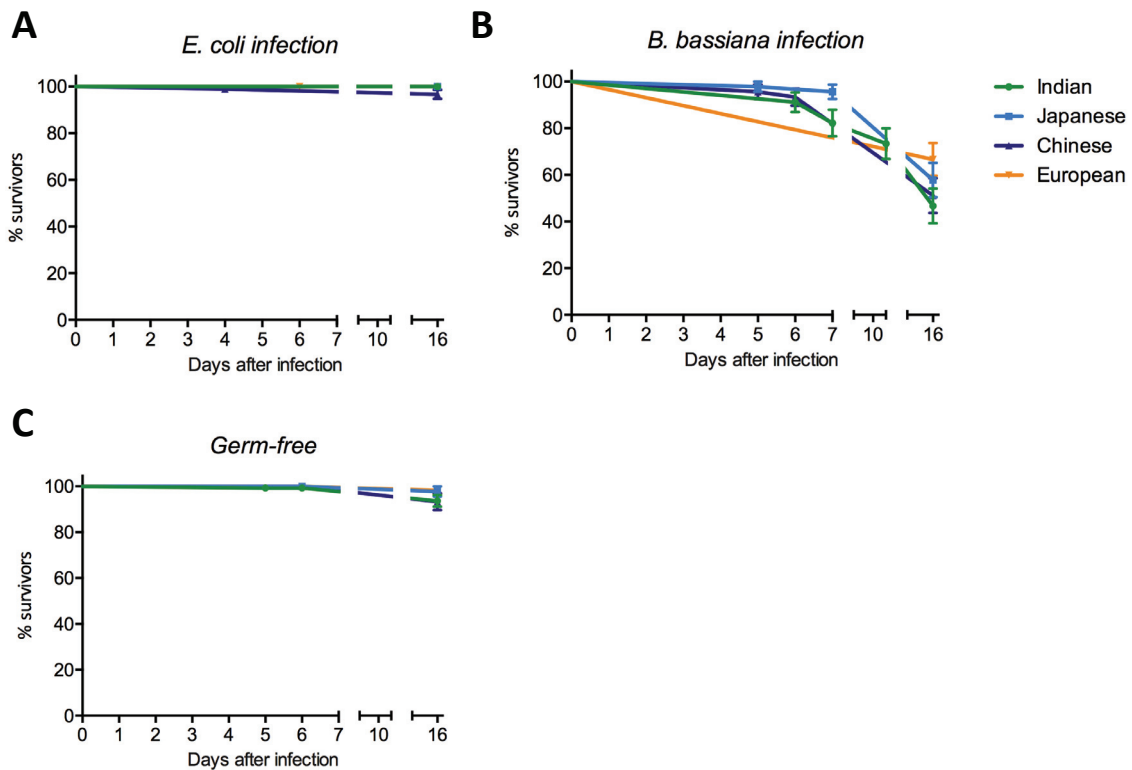 A
E. coli infection
100
80
60
40
20
0
% survivors
0 1 2 3 4 5 6 7 10 16
Days after infection
B
B. bassiana infection
100
80
60
40
20
0
% survivors
0 1 2 3 4 5 6 7 10 16
Days after infection
Indian
Japanese
Chinese
European
C
Germ-free
100
80
60
40
20
0
% survivors
0 1 2 3 4 5 6 7 10 16
Days after infection